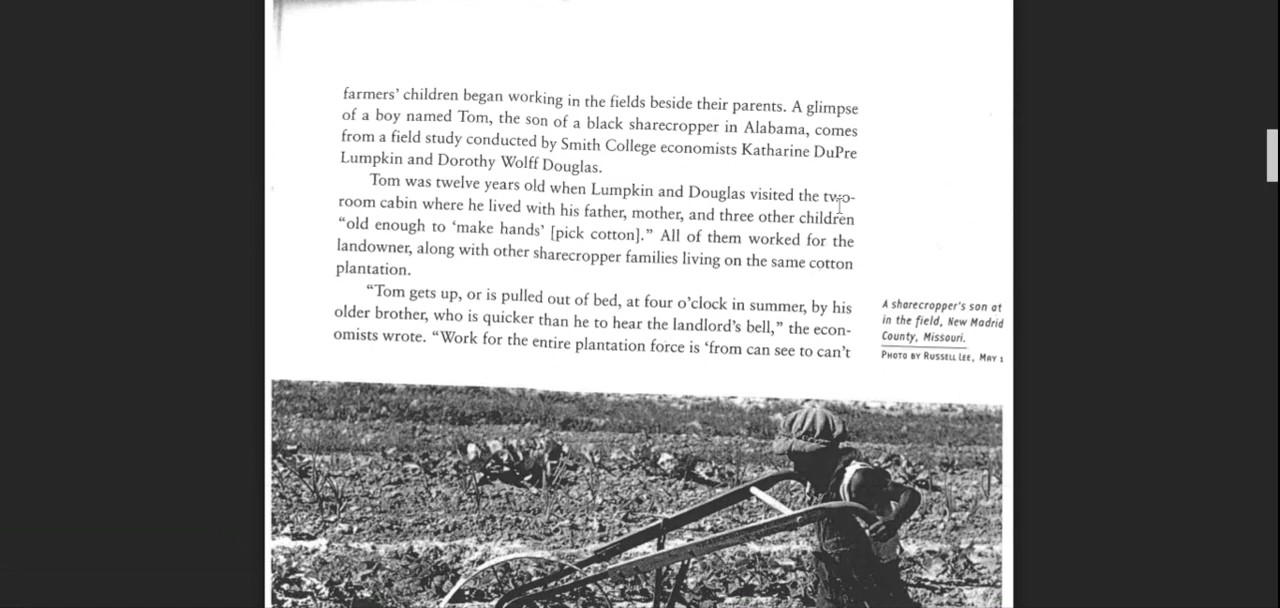 farmers' children began working in the fields beside their parents. A glimpse
of a boy named Tom, the son of a black sharecropper in Alabama, comes
from a field study conducted by Smith College economists Katharine DuPre
Lumpkin and Dorothy Wolff Douglas.
Tom was twelve years old when Lumpkin and Douglas visited the two-
room cabin where he lived with his father, mother, and three other children
“old enough to ‘make hands’ [pick cotton].” All of them worked for the
landowner, along with other sharecropper families living on the same cotton
plantation.
“Tom gets up, or is pulled out of bed, at four o’clock in summer, by his
older brother, who is quicker than he to hear the landlord’s bell,” the econ-
omists wrote. “Work for the entire plantation force is ‘from can see to can’t
A sharecropper's son at
in the field, New Madrid
County, Missouri.
PHOTO BY RUSSELL LEE, MAY 1